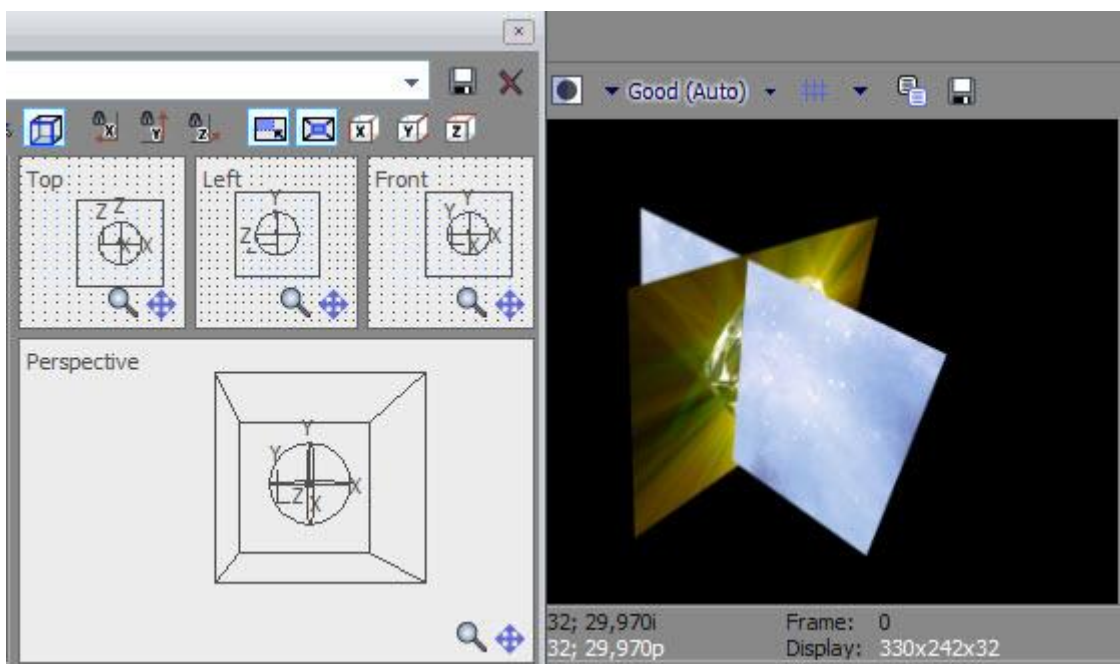 Good (Auto)
X
Y
Z
X
Y
Z
Top
Left
Front
Z Z
X X
Y
Z
Y Y
X X
Perspective
Y
Y
Z X X
32; 29,970i Frame: 0
32; 29,970p Display: 330x242x32